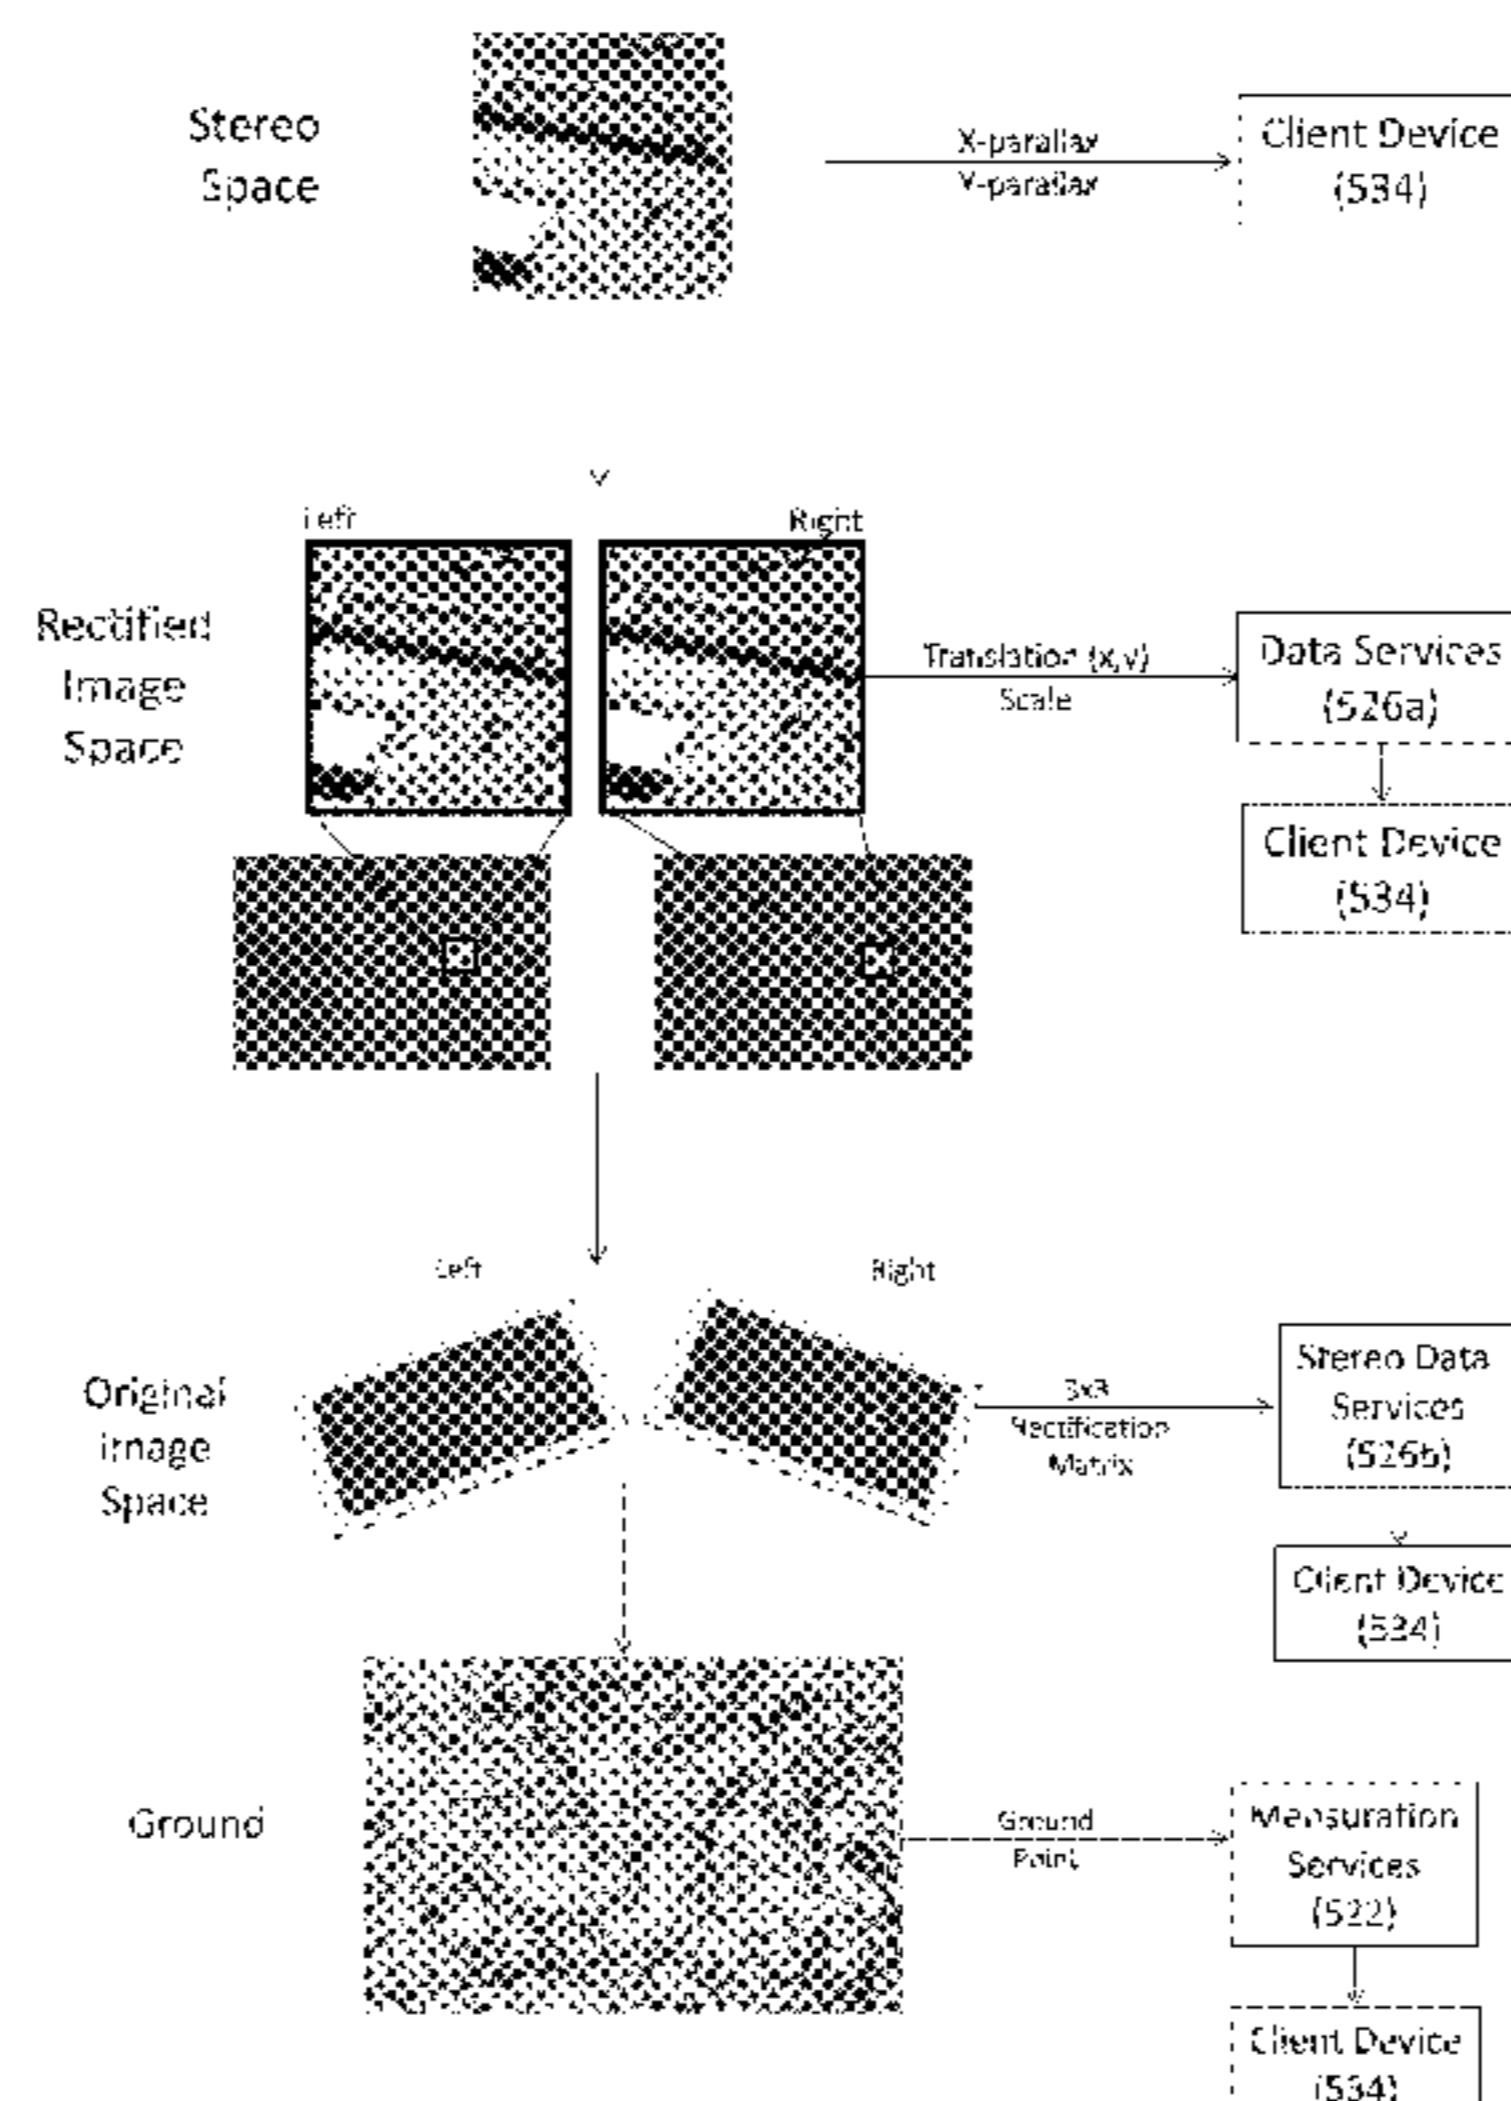 Stereo
Space
X-parallax
Y-parallax
Client Device
(534)
Left
Right
Rectified
Image
Space
Translation (x,y)
Scale
Data Services
(526a)
Client Device
(534)
Left
Right
Original
Image
Space
3x3
Rectification
Matrix
Stereo Data
Services
(526b)
Client Device
(534)
Ground
Ground
Point
Mensuration
Services
(522)
Client Device
(534)